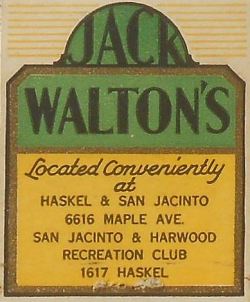 JACK
WALTON'S
Located Conveniently
at
HASKEL & SAN JACINTO
6616 MAPLE AVE.
SAN JACINTO & HARWOOD
RECREATION CLUB
1617 HASKEL